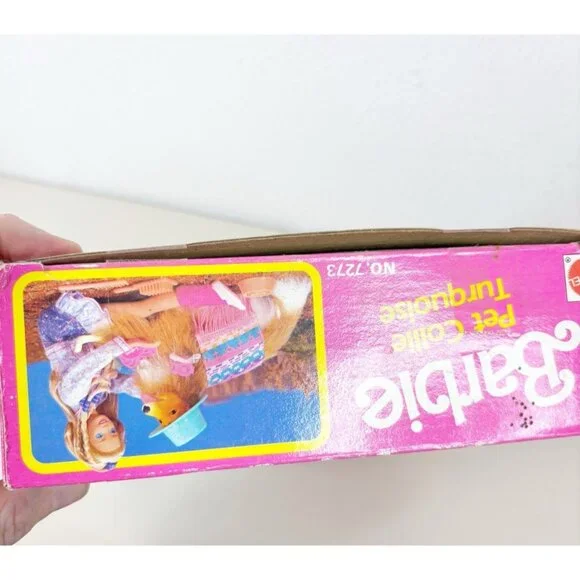 Barbie
Pet Collie
Turquoise
NO. 7273